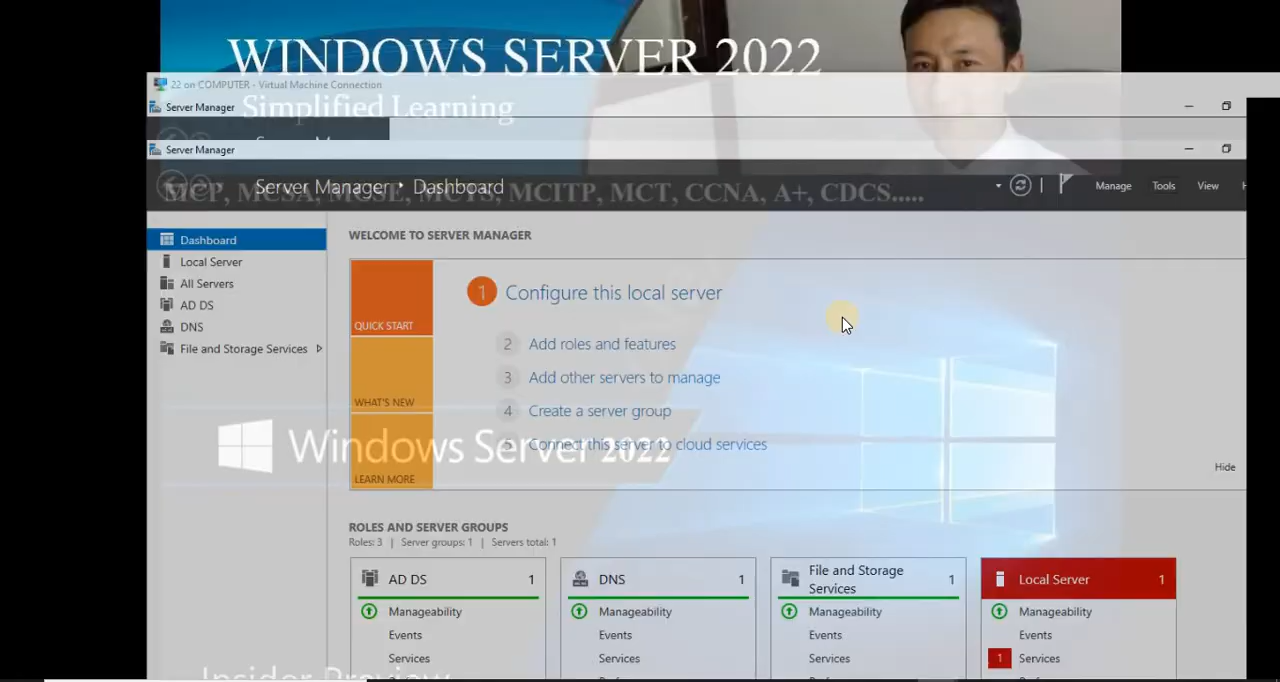 WINDOWS SERVER 2022
22 on COMPUTER - Virtual Machine Connection
Server Manager
Simplified Learning
Server Manager
Server Manager • Dashboard
MCP, MCSA, MCSE, MCTS, MCITP, MCT, CCNA, A+, CDCS.....
Manage Tools View H
Dashboard
Local Server
All Servers
AD DS
DNS
File and Storage Services
WELCOME TO SERVER MANAGER
QUICK START
WHAT'S NEW
LEARN MORE
1 Configure this local server
2 Add roles and features
3 Add other servers to manage
4 Create a server group
5 Connect this server to cloud services
Windows Server 2022
Hide
ROLES AND SERVER GROUPS
Roles: 3 | Server groups: 1 | Servers total: 1
AD DS 1
Manageability
Events
Services
DNS 1
Manageability
Events
Services
File and Storage Services 1
Manageability
Events
Services
Local Server 1
Manageability
Events
1 Services
Insider Preview